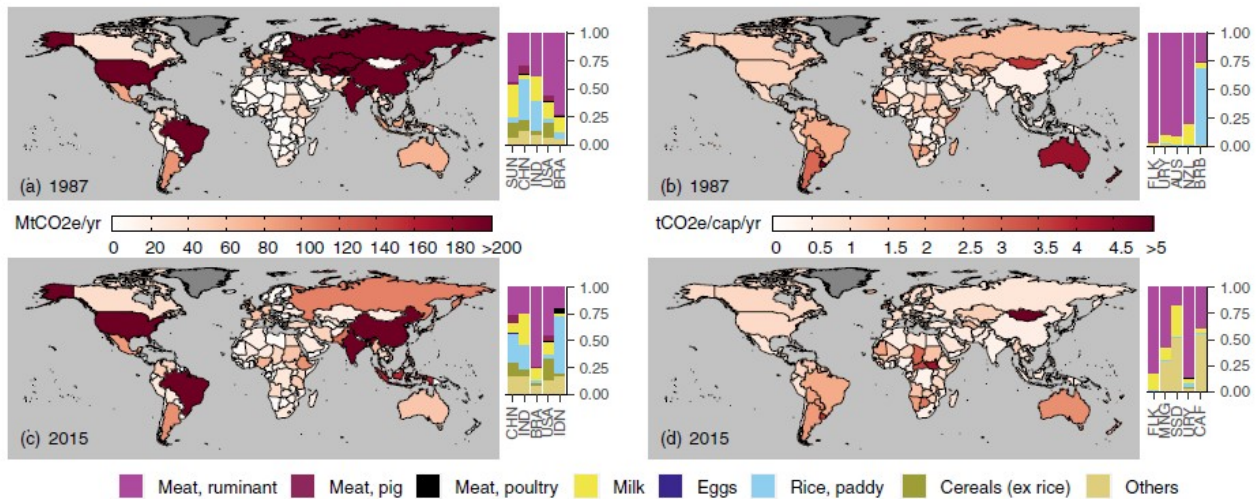 1.00
0.75
0.50
0.25
0.00
SUN
CHN
IND
USA
BRA
(a) 1987
1.00
0.75
0.50
0.25
0.00
FLK
URY
AUS
NZL
BRB
(b) 1987
MtCO2e/yr
0 20 40 60 80 100 120 140 160 180 >200
tCO2e/cap/yr
0 0.5 1 1.5 2 2.5 3 3.5 4 4.5 >5
1.00
0.75
0.50
0.25
0.00
CHN
IND
BRA
USA
IDN
(c) 2015
1.00
0.75
0.50
0.25
0.00
FLK
MNG
SSD
URY
CAF
(d) 2015
Meat, ruminant Meat, pig Meat, poultry Milk Eggs Rice, paddy Cereals (ex rice) Others